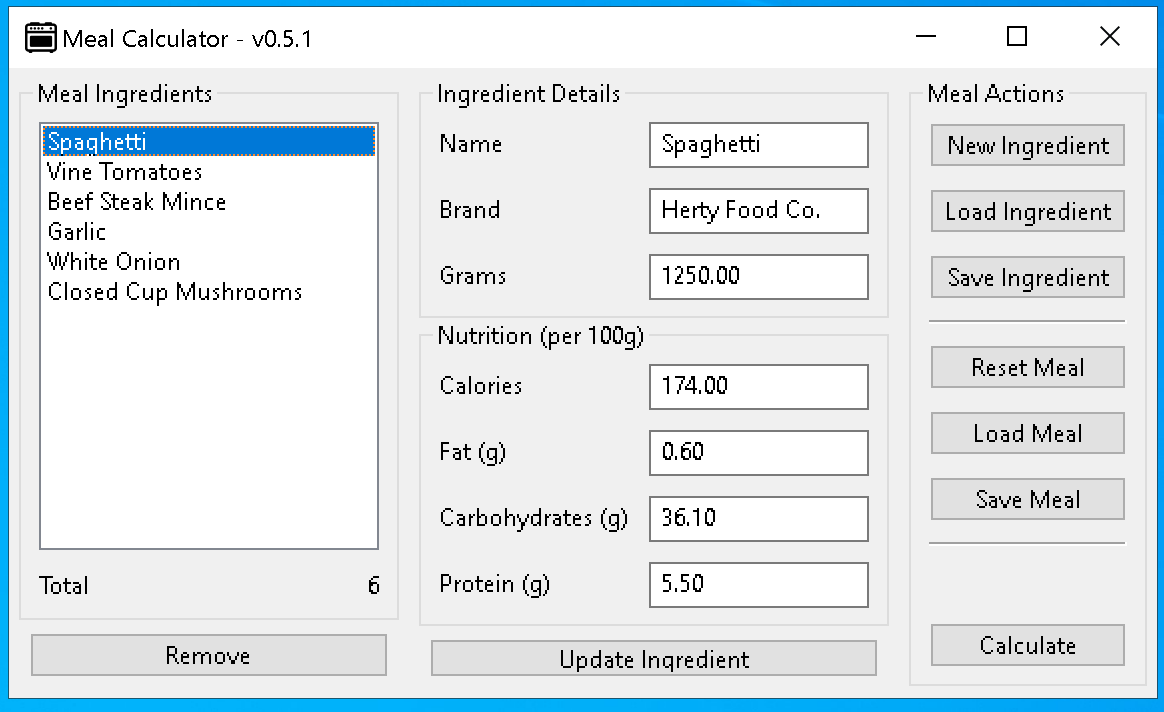 Meal Calculator - v0.5.1
Meal Ingredients
Spaghetti
Vine Tomatoes
Beef Steak Mince
Garlic
White Onion
Closed Cup Mushrooms
Total 6
Remove
Ingredient Details
Name Spaghetti
Brand Herty Food Co.
Grams 1250.00
Nutrition (per 100g)
Calories 174.00
Fat (g) 0.60
Carbohydrates (g) 36.10
Protein (g) 5.50
Update Ingredient
Meal Actions
New Ingredient
Load Ingredient
Save Ingredient
Reset Meal
Load Meal
Save Meal
Calculate